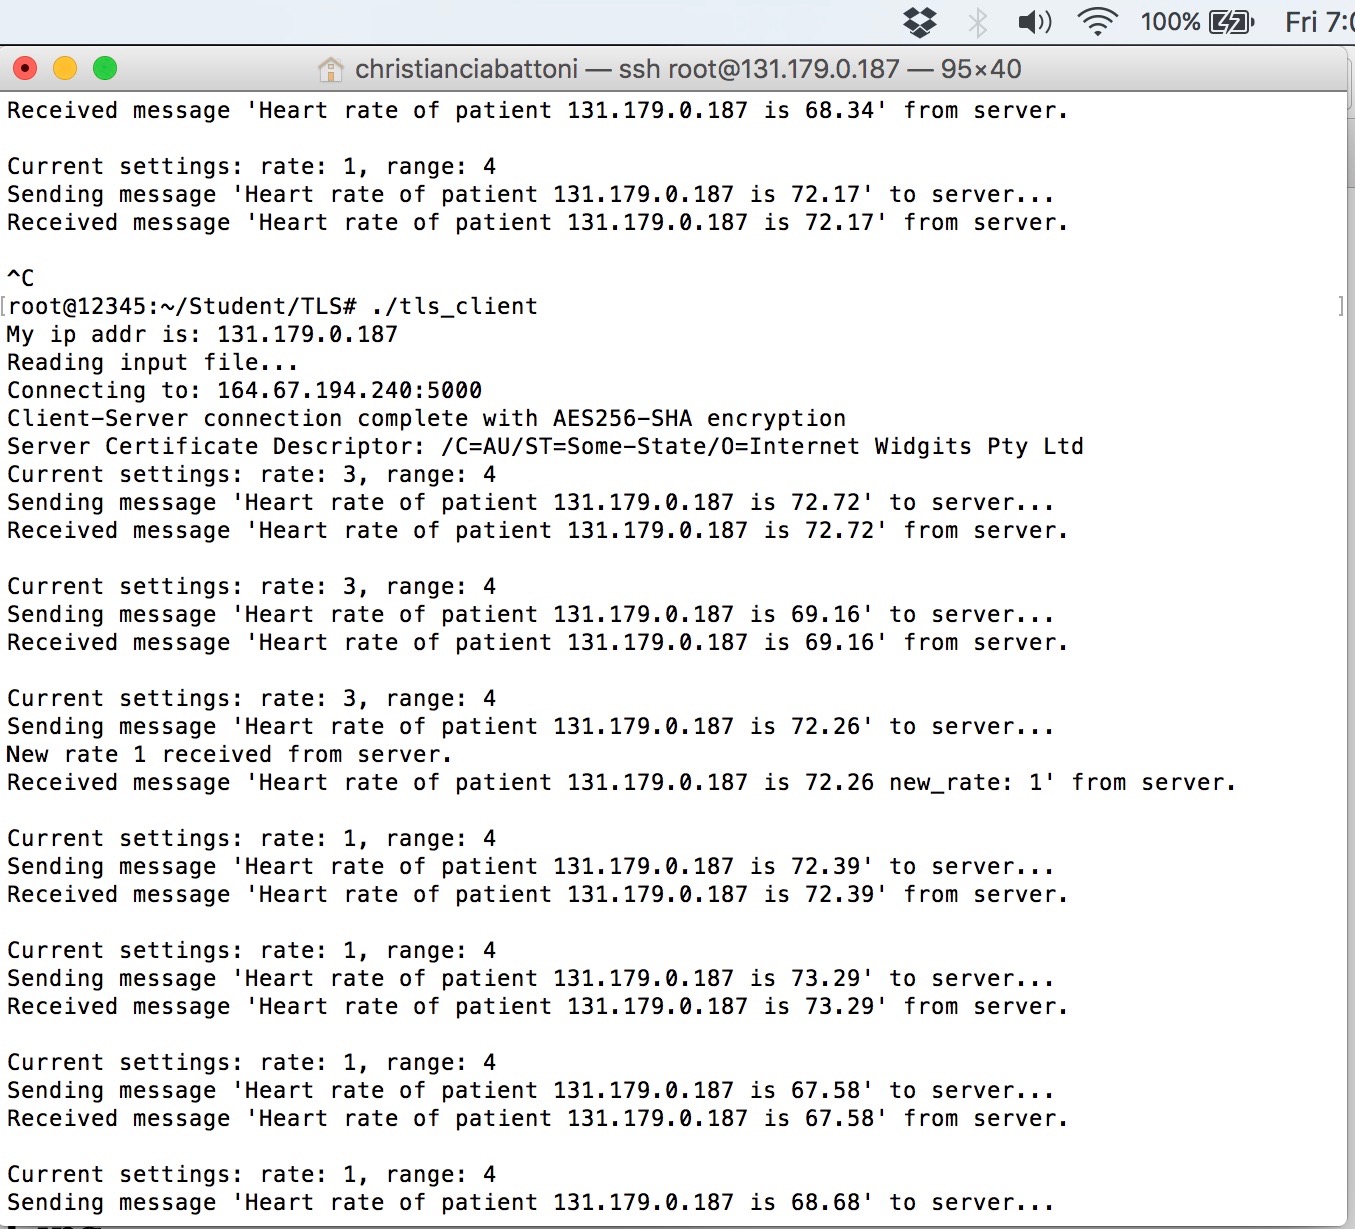 100% Fri 7:0
christianciabattoni — ssh root@131.179.0.187 — 95×40
Received message 'Heart rate of patient 131.179.0.187 is 68.34' from server.
Current settings: rate: 1, range: 4
Sending message 'Heart rate of patient 131.179.0.187 is 72.17' to server...
Received message 'Heart rate of patient 131.179.0.187 is 72.17' from server.
^C
[root@12345:~/Student/TLS# ./tls_client ]
My ip addr is: 131.179.0.187
Reading input file...
Connecting to: 164.67.194.240:5000
Client-Server connection complete with AES256-SHA encryption
Server Certificate Descriptor: /C=AU/ST=Some-State/O=Internet Widgits Pty Ltd
Current settings: rate: 3, range: 4
Sending message 'Heart rate of patient 131.179.0.187 is 72.72' to server...
Received message 'Heart rate of patient 131.179.0.187 is 72.72' from server.
Current settings: rate: 3, range: 4
Sending message 'Heart rate of patient 131.179.0.187 is 69.16' to server...
Received message 'Heart rate of patient 131.179.0.187 is 69.16' from server.
Current settings: rate: 3, range: 4
Sending message 'Heart rate of patient 131.179.0.187 is 72.26' to server...
New rate 1 received from server.
Received message 'Heart rate of patient 131.179.0.187 is 72.26 new_rate: 1' from server.
Current settings: rate: 1, range: 4
Sending message 'Heart rate of patient 131.179.0.187 is 72.39' to server...
Received message 'Heart rate of patient 131.179.0.187 is 72.39' from server.
Current settings: rate: 1, range: 4
Sending message 'Heart rate of patient 131.179.0.187 is 73.29' to server...
Received message 'Heart rate of patient 131.179.0.187 is 73.29' from server.
Current settings: rate: 1, range: 4
Sending message 'Heart rate of patient 131.179.0.187 is 67.58' to server...
Received message 'Heart rate of patient 131.179.0.187 is 67.58' from server.
Current settings: rate: 1, range: 4
Sending message 'Heart rate of patient 131.179.0.187 is 68.68' to server...